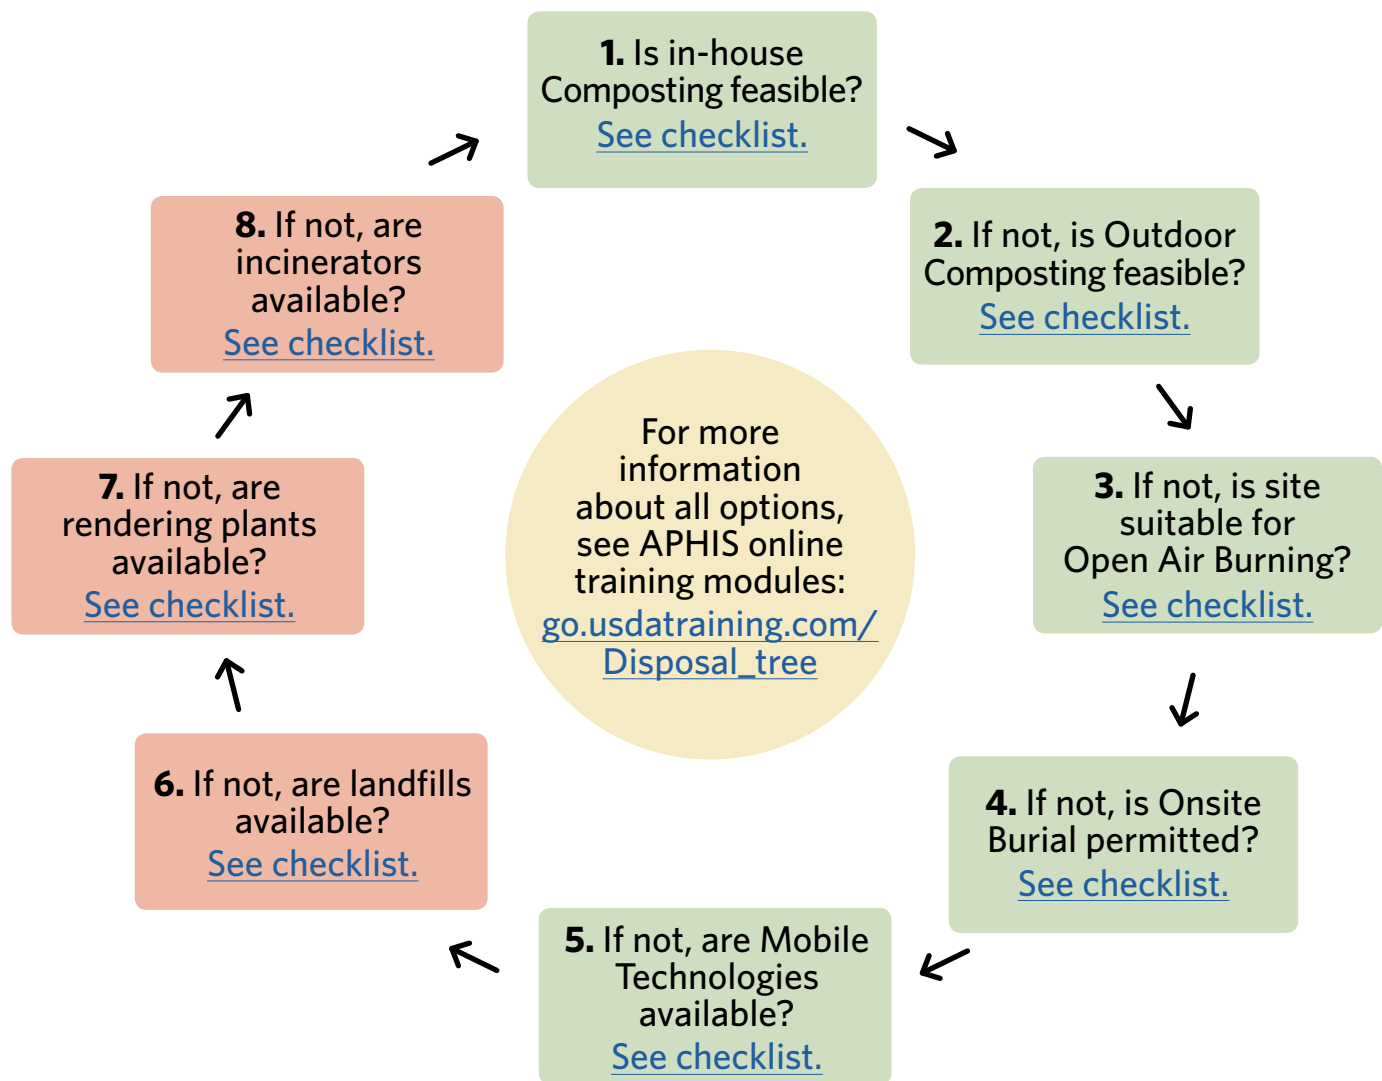 1. Is in-house
Composting feasible?
See checklist.
2. If not, is Outdoor
Composting feasible?
See checklist.
3. If not, is site
suitable for
Open Air Burning?
See checklist.
4. If not, is Onsite
Burial permitted?
See checklist.
5. If not, are Mobile
Technologies
available?
See checklist.
6. If not, are landfills
available?
See checklist.
7. If not, are
rendering plants
available?
See checklist.
8. If not, are
incinerators
available?
See checklist.
For more
information
about all options,
see APHIS online
training modules:
go.usdatraining.com/
Disposal_tree